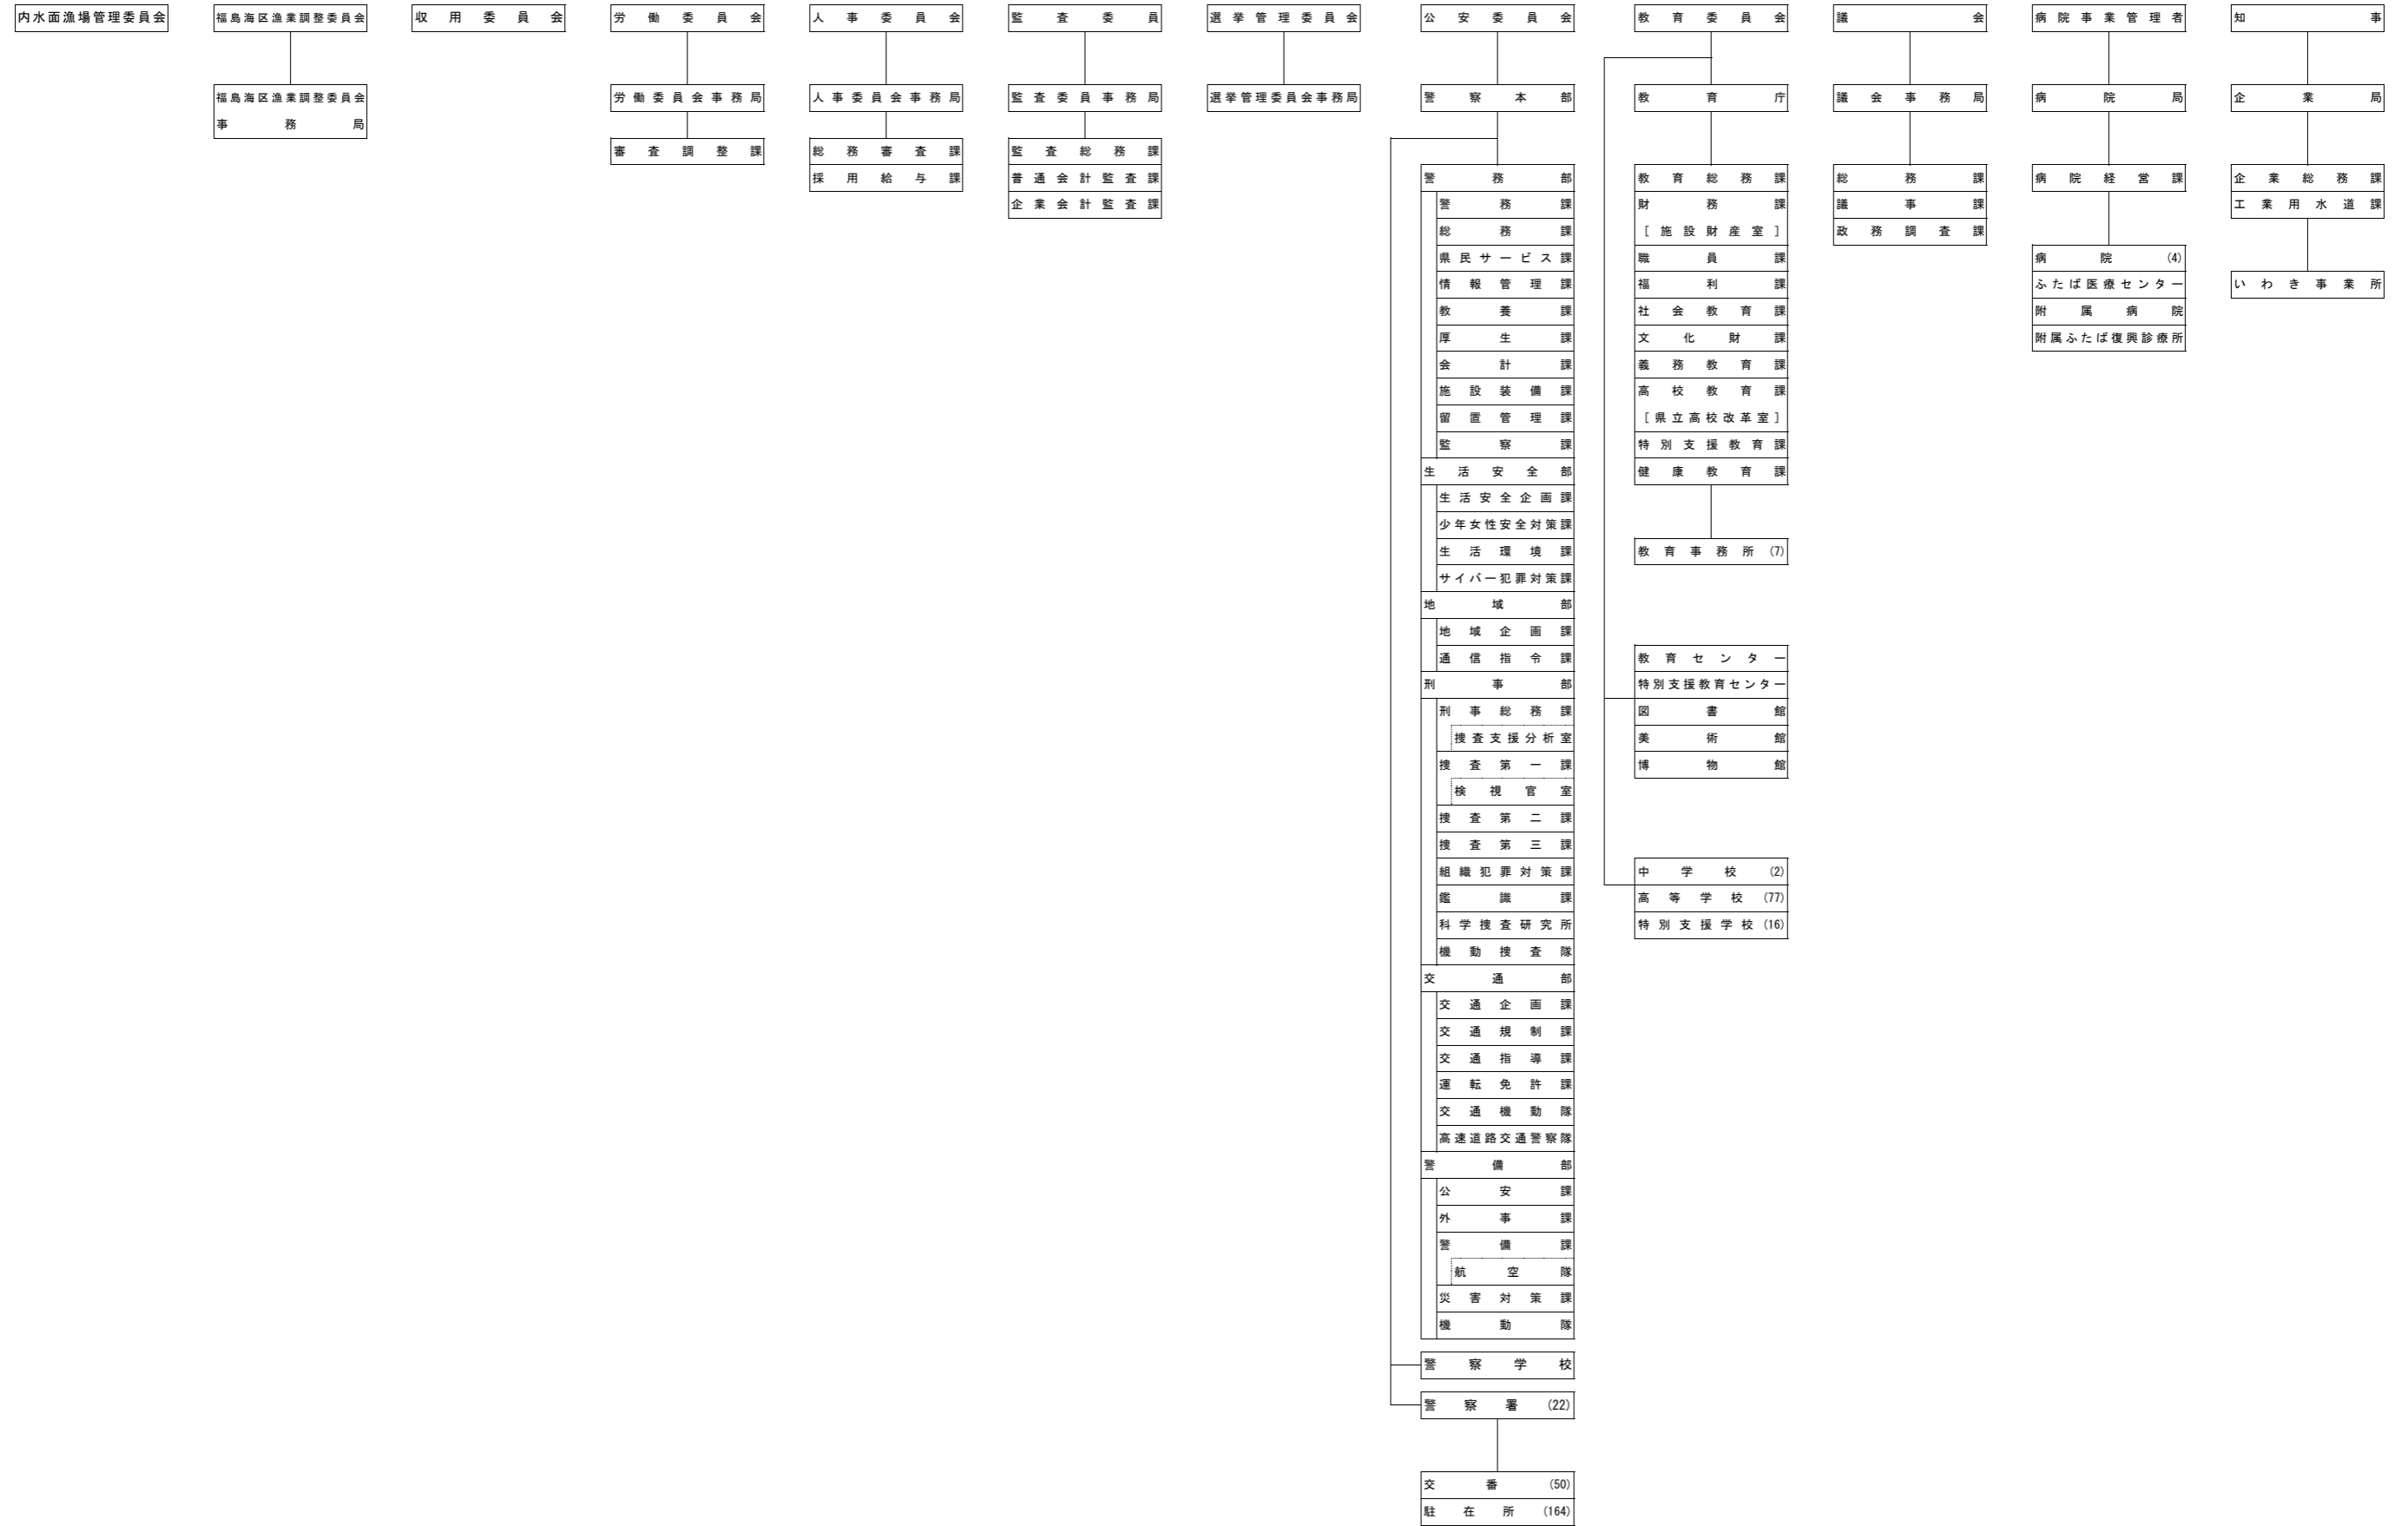 内水面漁場管理委員会
福島海区漁業調整委員会
福島海区漁業調整委員会
事務局
収用委員会
労働委員会
労働委員会事務局
審査調整課
人事委員会
人事委員会事務局
総務審査課
採用給与課
監査委員
監査委員事務局
監査総務課
普通会計監査課
企業会計監査課
選挙管理委員会
選挙管理委員会事務局
公安委員会
警察本部
警務部
警務課
総務課
県民サービス課
情報管理課
教養課
厚生課
会計課
施設装備課
留置管理課
監察課
生活安全部
生活安全企画課
少年女性安全対策課
生活環境課
サイバー犯罪対策課
地域部
地域企画課
通信指令課
刑事部
刑事総務課
捜査支援分析室
捜査第一課
検視官室
捜査第二課
捜査第三課
組織犯罪対策課
鑑識課
科学捜査研究所
機動捜査隊
交通部
交通企画課
交通規制課
交通指導課
運転免許課
交通機動隊
高速道路交通警察隊
警備部
公安課
外事課
警備課
航空隊
災害対策課
機動隊
警察学校
警察署(22)
交番(50)
駐在所(164)
教育委員会
教育庁
教育総務課
財務課
[施設財産室]
職員課
福利課
社会教育課
文化財課
義務教育課
高校教育課
[県立高校改革室]
特別支援教育課
健康教育課
教育事務所(7)
教育センター
特別支援教育センター
図書館
美術館
博物館
中学校(2)
高等学校(77)
特別支援学校(16)
議会
議会事務局
総務課
議事課
政務調査課
病院事業管理者
病院局
病院経営課
病院(4)
ふたば医療センター
附属病院
附属ふたば復興診療所
知事
企業局
企業総務課
工業用水道課
いわき事業所